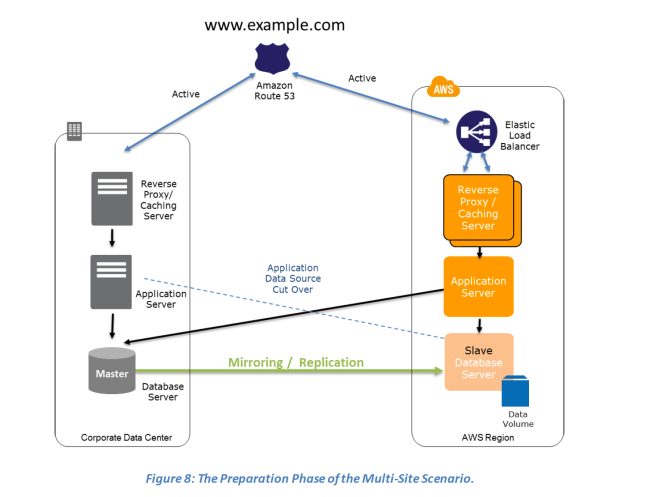 www.example.com
Amazon
Route 53
Active
Active
AWS
Elastic
Load
Balancer
Reverse
Proxy/
Caching
Server
Reverse
Proxy /
Caching
Server
Application
Data Source
Cut Over
Application
Server
Application
Server
Mirroring / Replication
Slave
Database
Server
Master
Database
Server
Data
Volume
Corporate Data Center
AWS Region
Figure 8: The Preparation Phase of the Multi-Site Scenario.